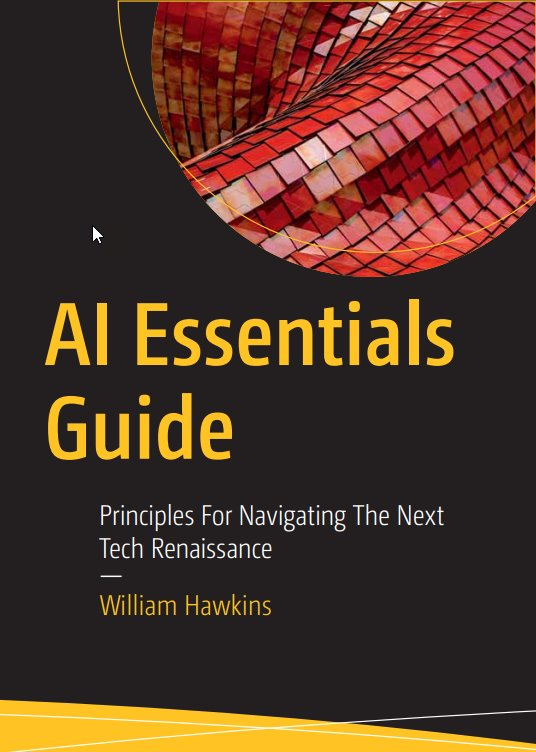 AI Essentials
Guide
Principles For Navigating The Next
Tech Renaissance
—
William Hawkins